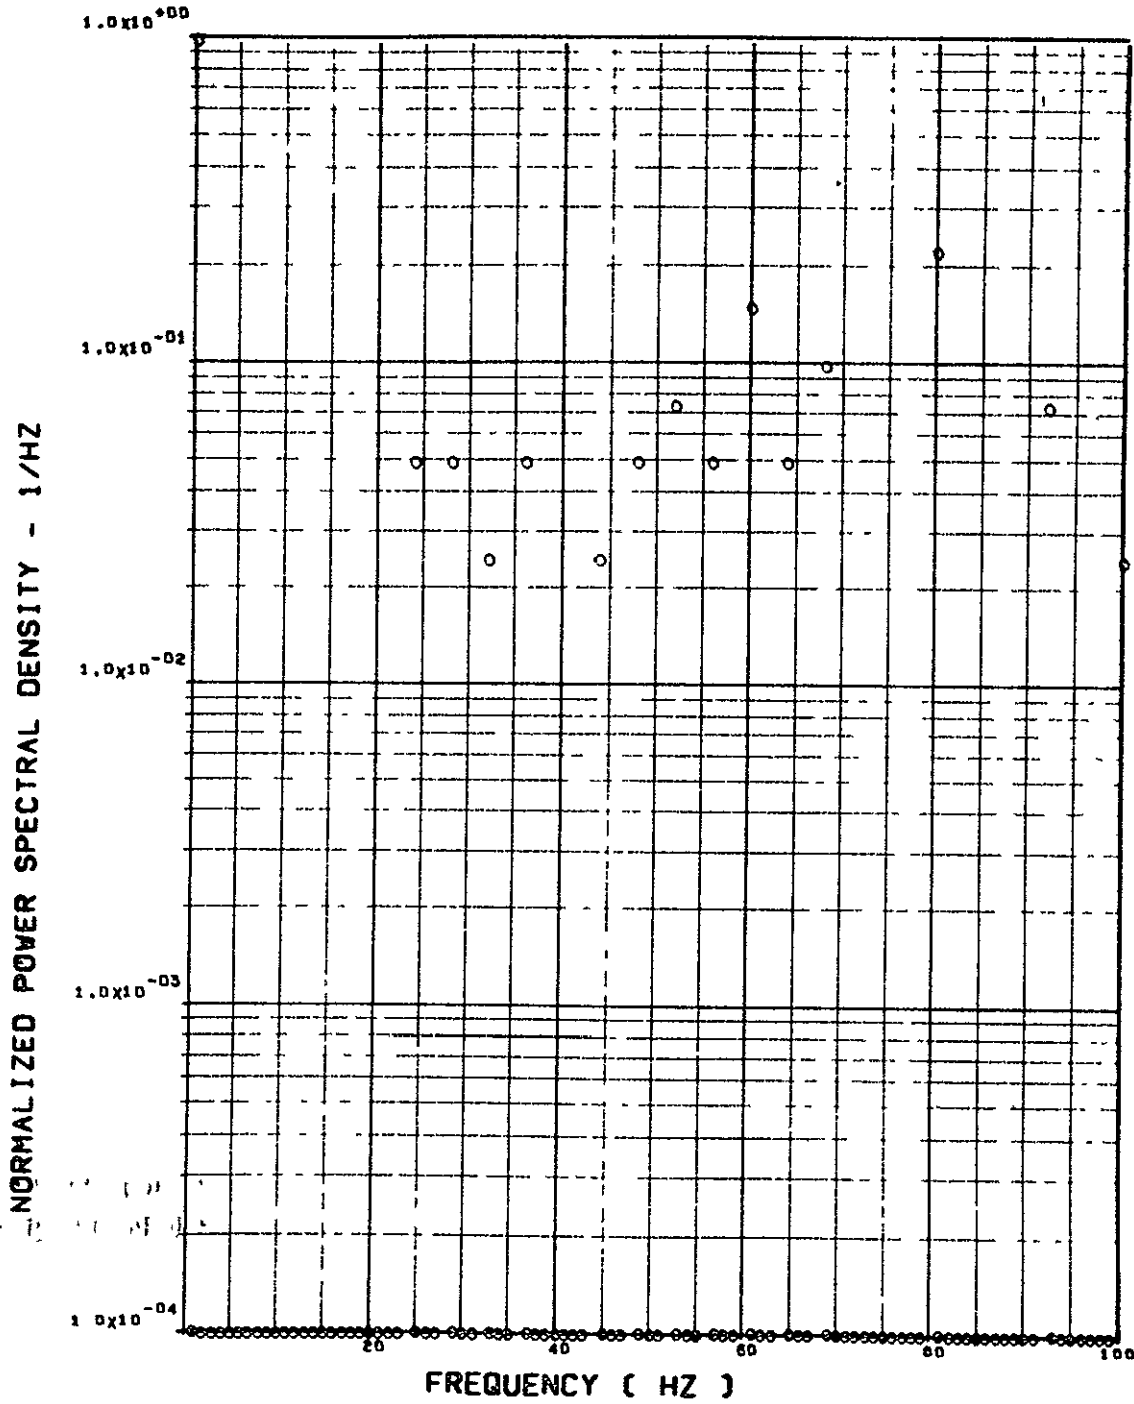 1.0x10^+00
1.0x10^-01
1.0x10^-02
1.0x10^-03
1 0x10^-04
NORMALIZED POWER SPECTRAL DENSITY - 1/HZ
20 40 60 80 100
FREQUENCY ( HZ )